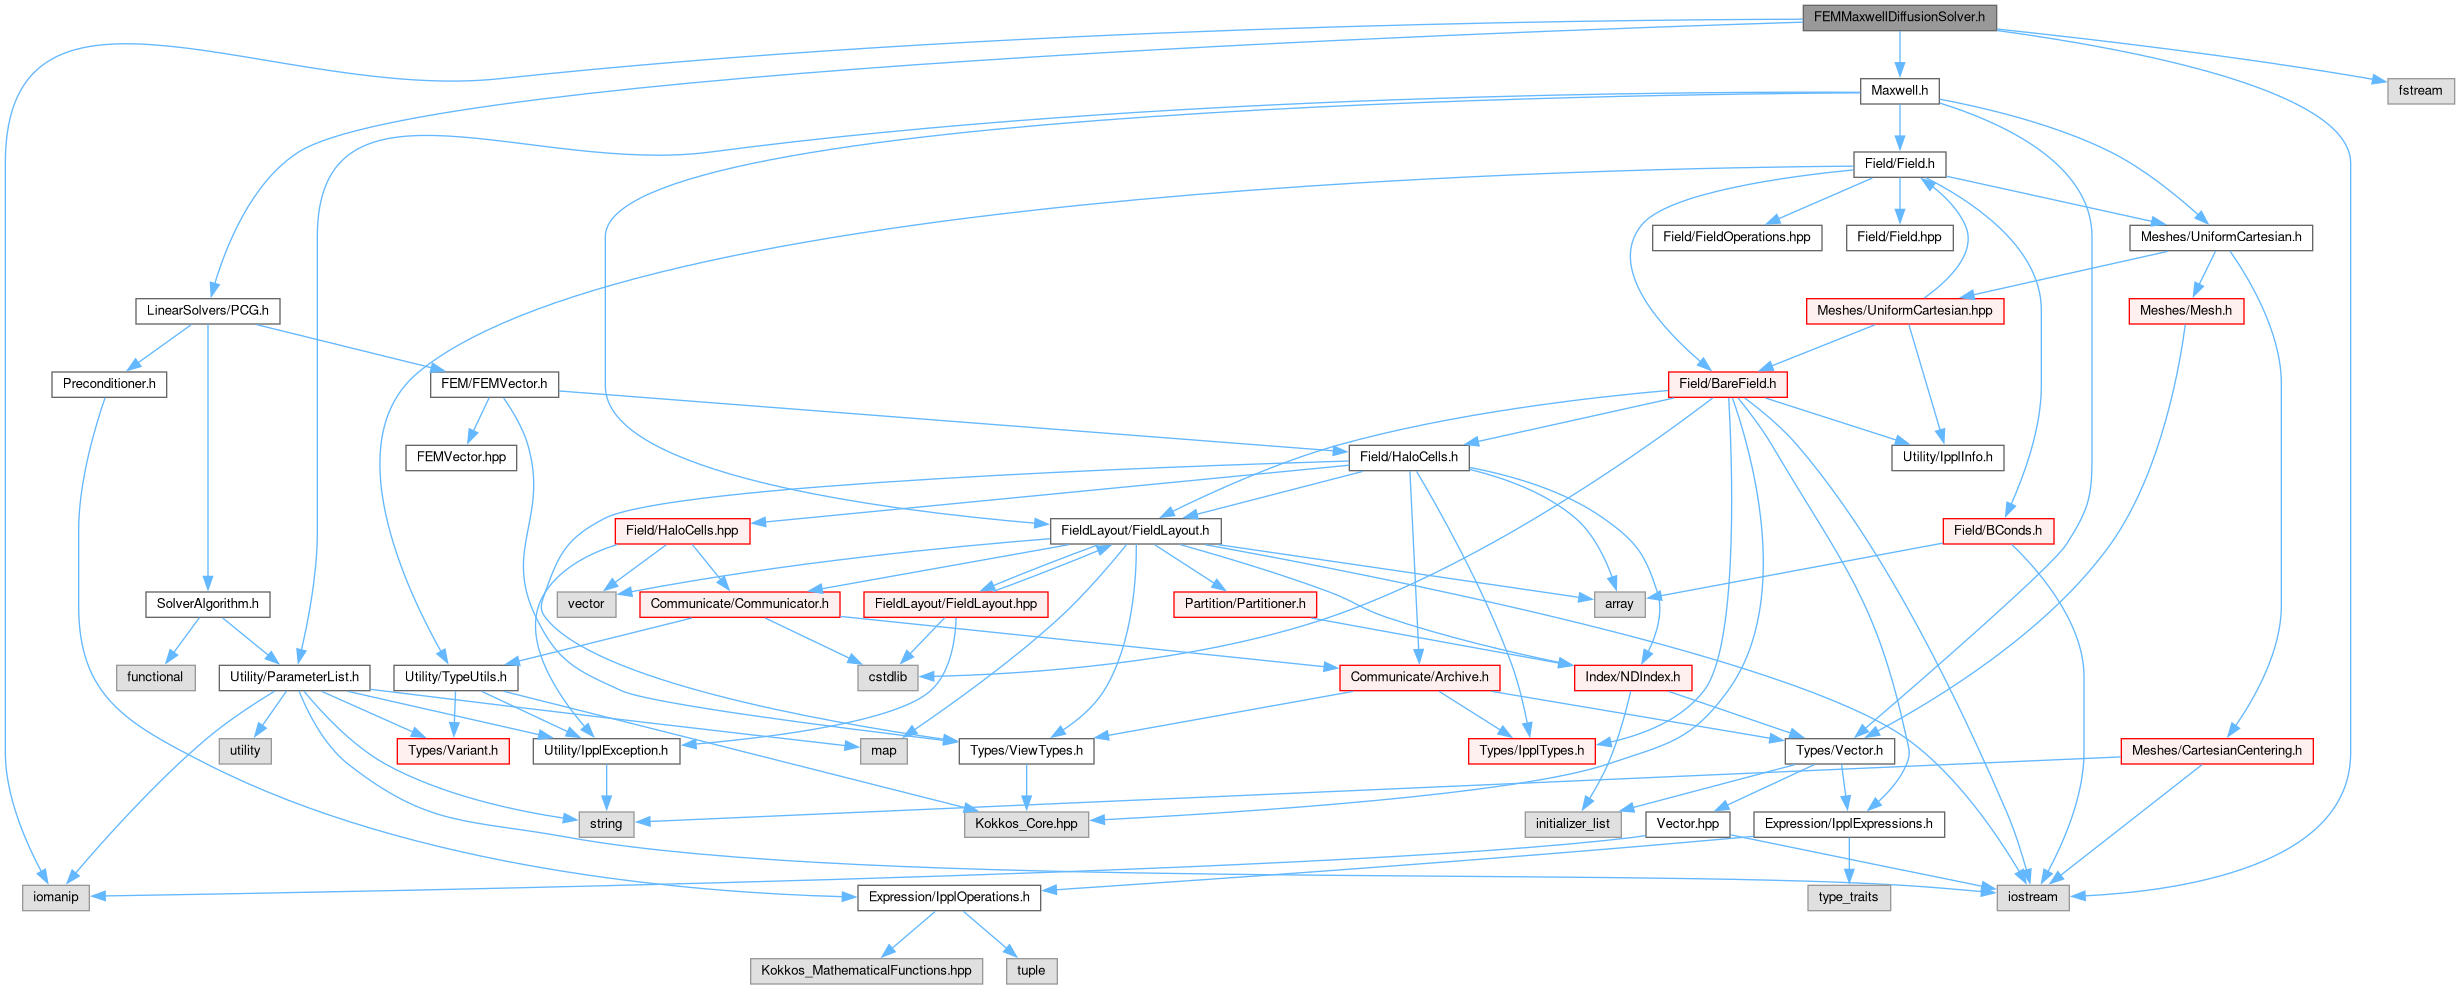 FEMMaxwellDiffusionSolver.h
Maxwell.h
fstream
Field/Field.h
Field/FieldOperations.hpp
Field/Field.hpp
Meshes/UniformCartesian.h
LinearSolvers/PCG.h
Meshes/UniformCartesian.hpp
Meshes/Mesh.h
Preconditioner.h
FEM/FEMVector.h
Field/BareField.h
FEMVector.hpp
Field/HaloCells.h
Utility/IpplInfo.h
Field/HaloCells.hpp
FieldLayout/FieldLayout.h
Field/BConds.h
SolverAlgorithm.h
vector
Communicate/Communicator.h
FieldLayout/FieldLayout.hpp
Partition/Partitioner.h
array
functional
Utility/ParameterList.h
Utility/TypeUtils.h
cstdlib
Communicate/Archive.h
Index/NDIndex.h
utility
Types/Variant.h
Utility/IpplException.h
map
Types/ViewTypes.h
Types/IpplTypes.h
Types/Vector.h
Meshes/CartesianCentering.h
string
Kokkos_Core.hpp
initializer_list
Vector.hpp
Expression/IpplExpressions.h
iomanip
Expression/IpplOperations.h
type_traits
iostream
Kokkos_MathematicalFunctions.hpp
tuple